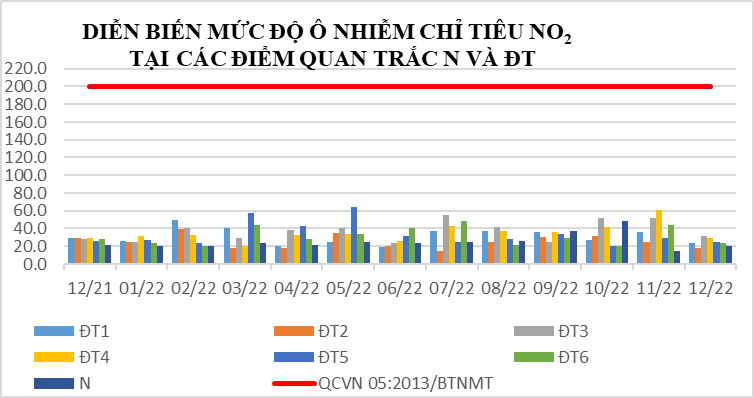 DIỄN BIẾN MỨC ĐỘ Ô NHIỄM CHỈ TIÊU NO₂
TẠI CÁC ĐIỂM QUAN TRẮC N VÀ ĐT
220.0
200.0
180.0
160.0
140.0
120.0
100.0
80.0
60.0
40.0
20.0
0.0
12/21 01/22 02/22 03/22 04/22 05/22 06/22 07/22 08/22 09/22 10/22 11/22 12/22
ĐT1 ĐT2 ĐT3
ĐT4 ĐT5 ĐT6
N QCVN 05:2013/BTNMT